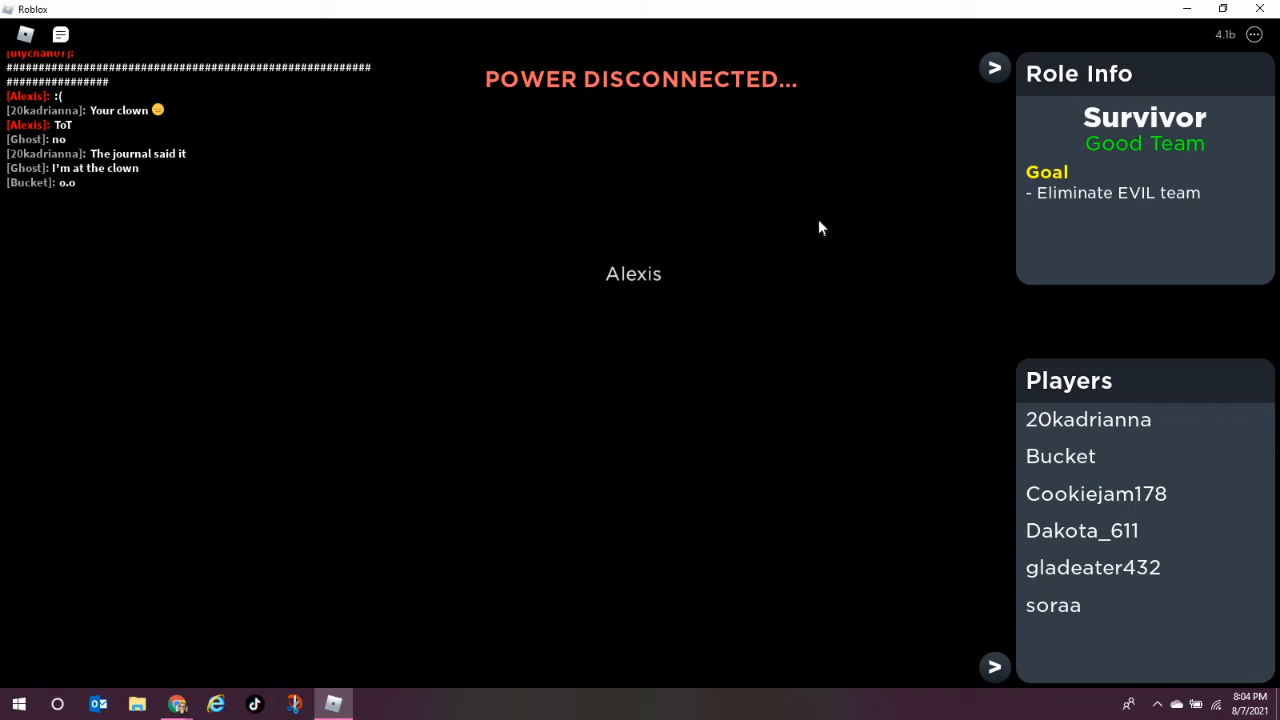 Roblox
4.1b
################################################################
################
[Alexis]: :(
[20kadrianna]: Your clown 😑
[Alexis]: ToT
[Ghost]: no
[20kadrianna]: The journal said it
[Ghost]: I'm at the clown
[Bucket]: o.o
POWER DISCONNECTED...
Alexis
>
Role Info
Survivor
Good Team
Goal
- Eliminate EVIL team
Players
20kadrianna
Bucket
Cookiejam178
Dakota_611
gladeater432
soraa
>
8:04 PM
8/7/2021